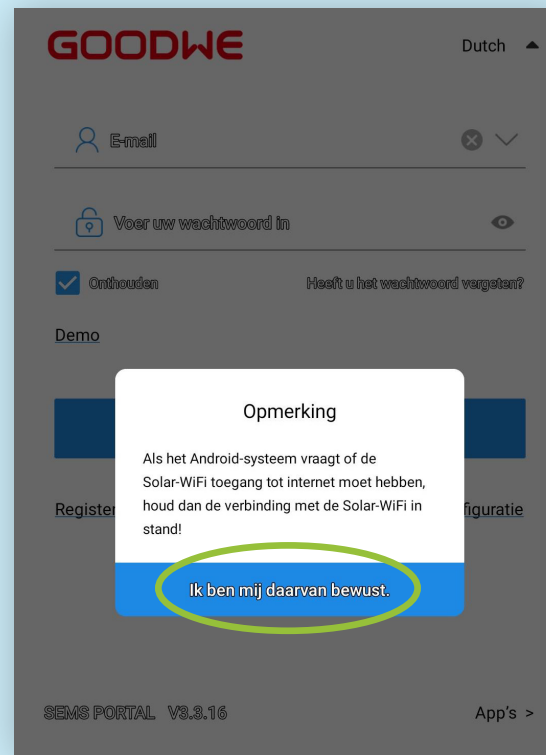 GOODWE
Dutch
E-mail
Voer uw wachtwoord in
Onthouden
Heeft u het wachtwoord vergeten?
Demo
Opmerking
Als het Android-systeem vraagt of de
Solar-WiFi toegang tot internet moet hebben,
houd dan de verbinding met de Solar-WiFi in
stand!
Register
figuratie
Ik ben mij daarvan bewust.
SEMS PORTAL V3.3.16
App's >